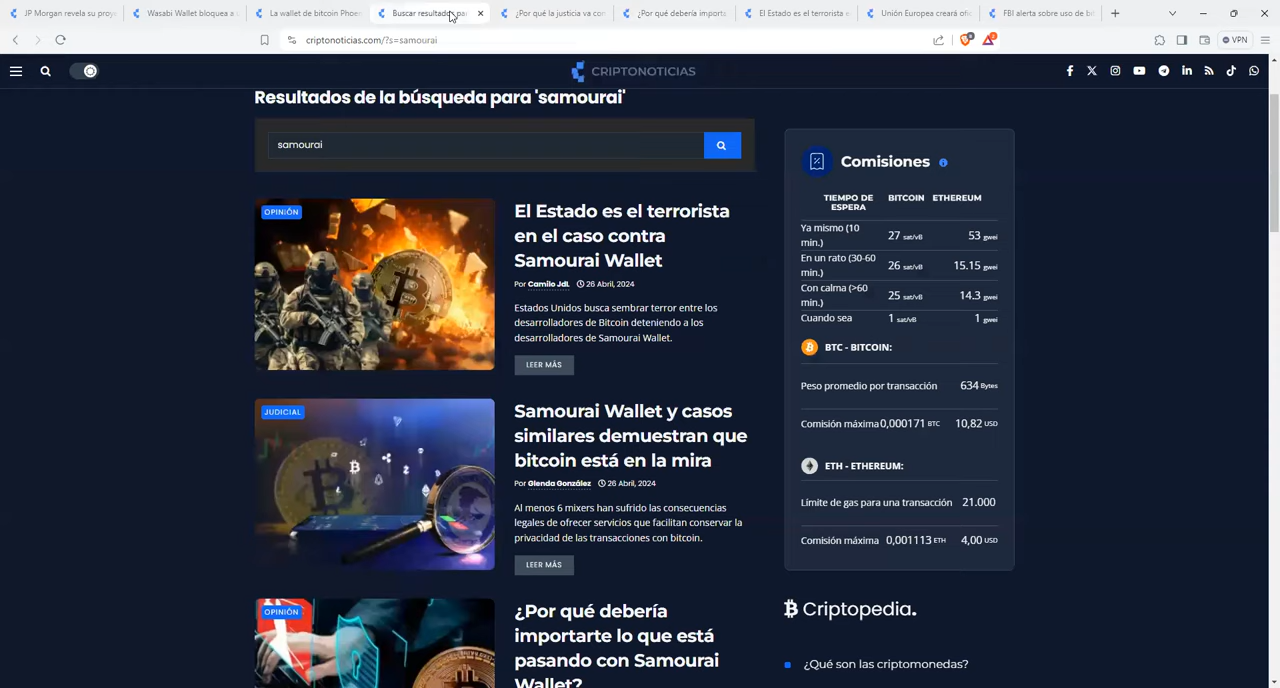 JP Morgan revela su proy
Wasabi Wallet bloquea a u
La wallet de bitcoin Phoen
Buscar resultados par
¿Por qué la justicia va con
¿Por qué debería importa
El Estado es el terrorista e
Unión Europea creará ofic
FBI alerta sobre uso de bi
criptonoticias.com/?s=samourai
VPN
CRIPTONOTICIAS
Resultados de la búsqueda para 'samourai'
samourai
OPINIÓN
El Estado es el terrorista
en el caso contra
Samourai Wallet
Por Camilo JdL 26 Abril, 2024
Estados Unidos busca sembrar terror entre los
desarrolladores de Bitcoin deteniendo a los
desarrolladores de Samourai Wallet.
LEER MÁS
JUDICIAL
Samourai Wallet y casos
similares demuestran que
bitcoin está en la mira
Por Glenda González 26 Abril, 2024
Al menos 6 mixers han sufrido las consecuencias
legales de ofrecer servicios que facilitan conservar la
privacidad de las transacciones con bitcoin.
LEER MÁS
OPINIÓN
¿Por qué debería
importarte lo que está
pasando con Samourai
Wallet?
Comisiones
TIEMPO DE ESPERA BITCOIN ETHEREUM
Ya mismo (10 min.) 27 sat/vB 53 gwei
En un rato (30-60 min.) 26 sat/vB 15.15 gwei
Con calma (>60 min.) 25 sat/vB 14.3 gwei
Cuando sea 1 sat/vB 1 gwei
BTC - BITCOIN:
Peso promedio por transacción 634 Bytes
Comisión máxima 0,000171 BTC 10,82 USD
ETH - ETHEREUM:
Límite de gas para una transacción 21.000
Comisión máxima 0,001113 ETH 4,00 USD
Criptopedia.
¿Qué son las criptomonedas?